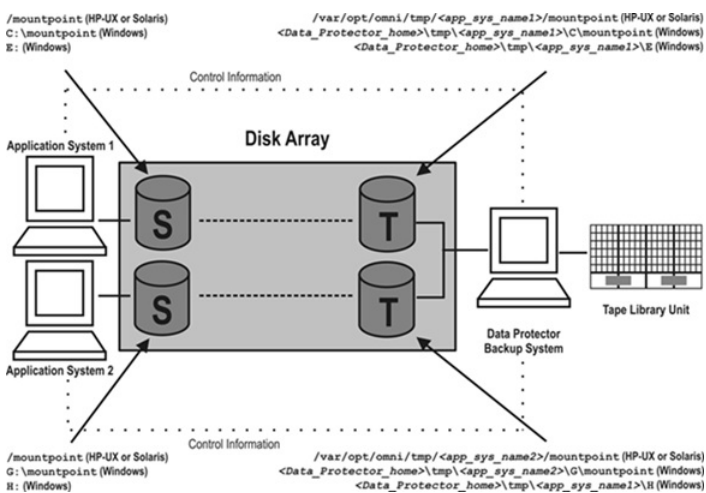 /mountpoint (HP-UX or Solaris)
C:\mountpoint (Windows)
E: (Windows)
/var/opt/omni/tmp/<app_sys_name1>/mountpoint (HP-UX or Solaris)
<Data_Protector_home>\tmp\<app_sys_name1>\C\mountpoint (Windows)
<Data_Protector_home>\tmp\<app_sys_name1>\E (Windows)
Control Information
Application System 1
Disk Array
S
T
S
T
Tape Library Unit
Data Protector
Backup System
Application System 2
Control Information
/mountpoint (HP-UX or Solaris)
G:\mountpoint (Windows)
H: (Windows)
/var/opt/omni/tmp/<app_sys_name2>/mountpoint (HP-UX or Solaris)
<Data_Protector_home>\tmp\<app_sys_name2>\G\mountpoint (Windows)
<Data_Protector_home>\tmp\<app_sys_name1>\H (Windows)